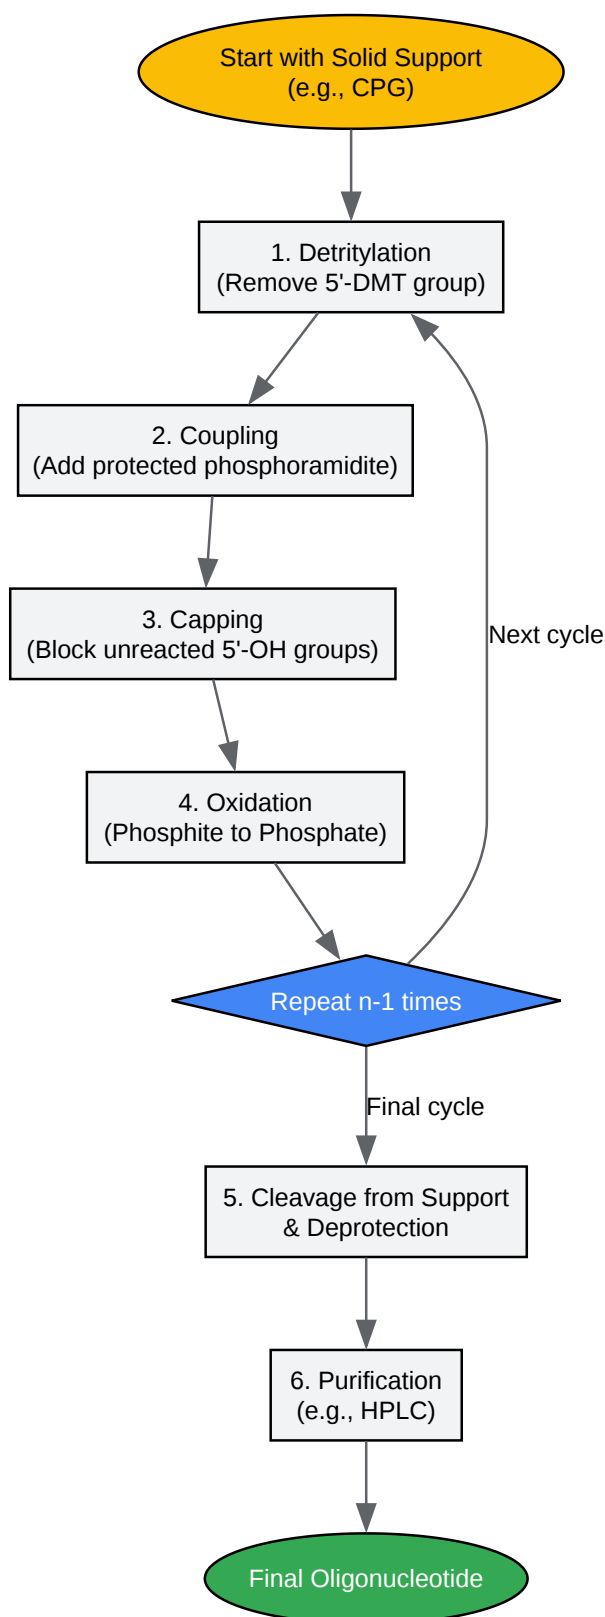 Start with Solid Support
(e.g., CPG)
1. Detritylation
(Remove 5'-DMT group)
2. Coupling
(Add protected phosphoramidite)
3. Capping
(Block unreacted 5'-OH groups)
Next cycle
4. Oxidation
(Phosphite to Phosphate)
Repeat n-1 times
Final cycle
5. Cleavage from Support
& Deprotection
6. Purification
(e.g., HPLC)
Final Oligonucleotide